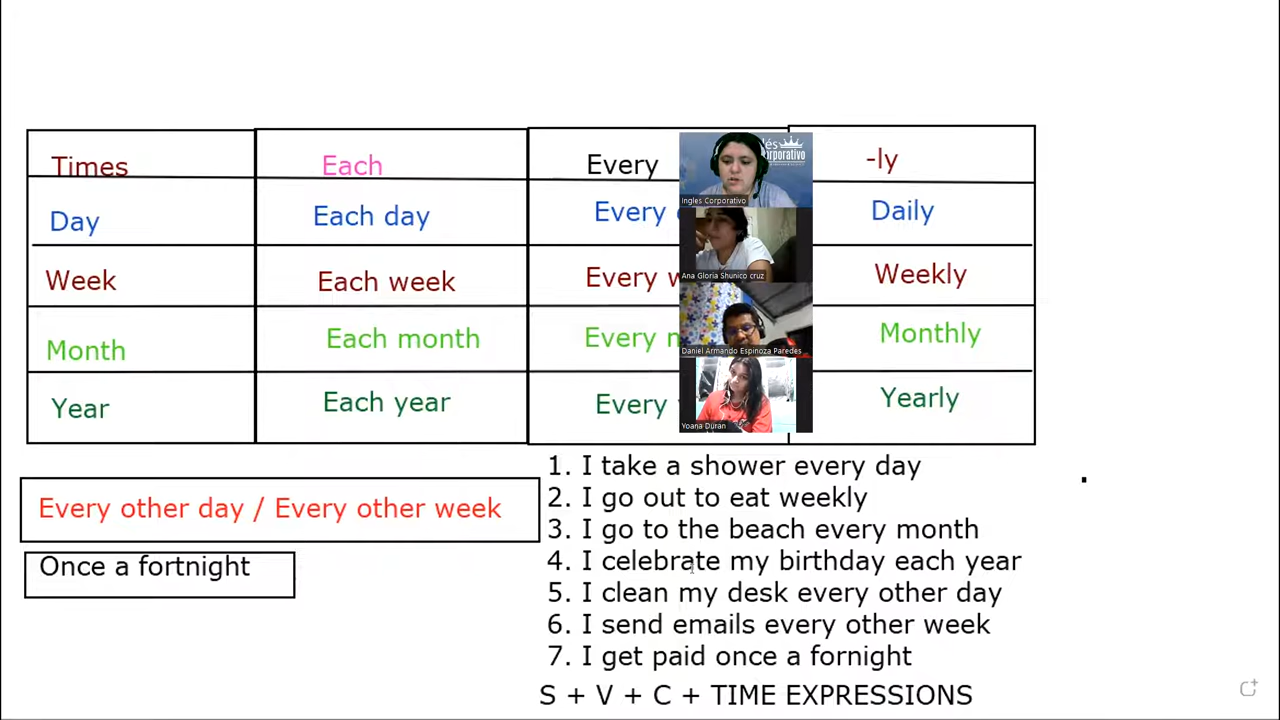 Times Each Every -ly
Day Each day Every Daily
Week Each week Every Weekly
Month Each month Every Monthly
Year Each year Every Yearly
Ingles Corporativo
Ana Gloria Shunico cruz
Daniel Armando Espinoza Paredes
Yoana Duran
Every other day / Every other week
Once a fortnight
1. I take a shower every day
2. I go out to eat weekly
3. I go to the beach every month
4. I celebrate my birthday each year
5. I clean my desk every other day
6. I send emails every other week
7. I get paid once a fornight
S + V + C + TIME EXPRESSIONS